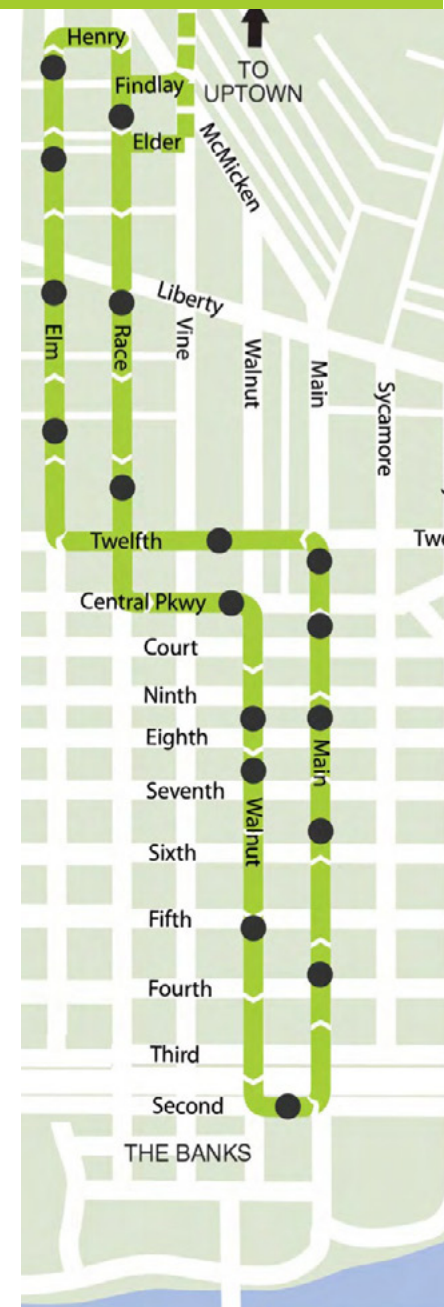 Henry
TO
UPTOWN
Findlay
Elder
McMicken
Liberty
Elm
Race
Vine
Walnut
Main
Sycamore
Twelfth
Twe
Central Pkwy
Court
Ninth
Eighth
Main
Seventh
Walnut
Sixth
Fifth
Fourth
Third
Second
THE BANKS